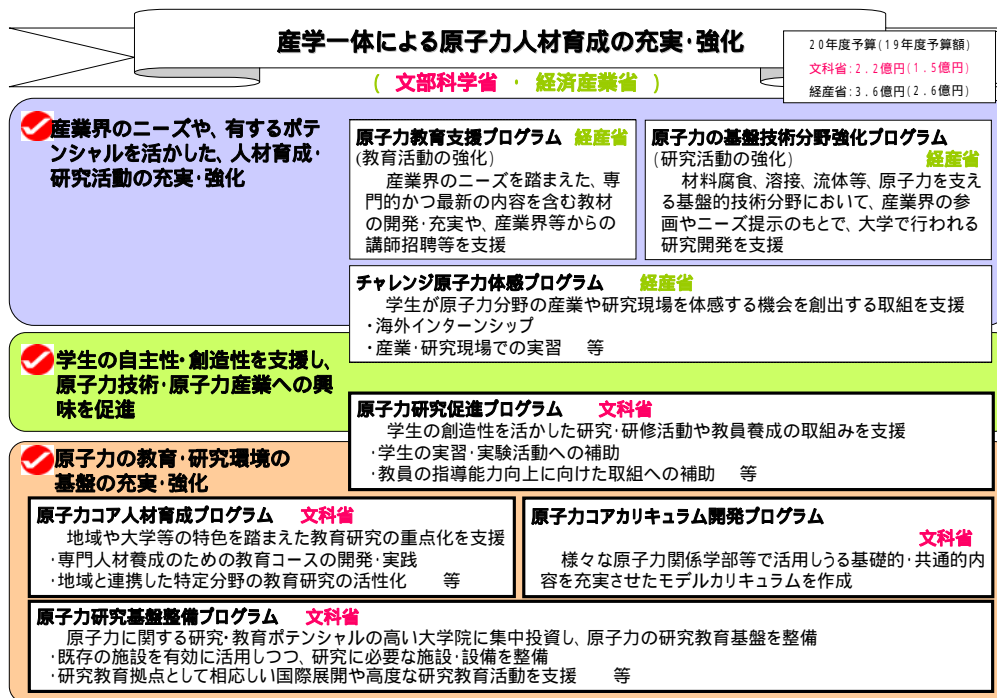 産学一体による原子力人材育成の充実・強化
( 文部科学省 ・ 経済産業省 )
20年度予算(19年度予算額)
文科省:2.2億円(1.5億円)
経産省:3.6億円(2.6億円)
産業界のニーズや、有するポテ
ンシャルを活かした、人材育成・
研究活動の充実・強化
原子力教育支援プログラム 経産省
(教育活動の強化)
産業界のニーズを踏まえた、専
門的かつ最新の内容を含む教材
の開発・充実や、産業界等からの
講師招聘等を支援
原子力の基盤技術分野強化プログラム
(研究活動の強化) 経産省
材料腐食、溶接、流体等、原子力を支え
る基盤的技術分野において、産業界の参
画やニーズ提示のもとで、大学で行われる
研究開発を支援
チャレンジ原子力体感プログラム 経産省
学生が原子力分野の産業や研究現場を体感する機会を創出する取組を支援
・海外インターンシップ
・産業・研究現場での実習 等
学生の自主性・創造性を支援し、
原子力技術・原子力産業への興
味を促進
原子力研究促進プログラム 文科省
学生の創造性を活かした研究・研修活動や教員養成の取組みを支援
・学生の実習・実験活動への補助
・教員の指導能力向上に向けた取組への補助 等
原子力の教育・研究環境の
基盤の充実・強化
原子力コア人材育成プログラム 文科省
地域や大学等の特色を踏まえた教育研究の重点化を支援
・専門人材養成のための教育コースの開発・実践
・地域と連携した特定分野の教育研究の活性化 等
原子力コアカリキュラム開発プログラム
文科省
様々な原子力関係学部等で活用しうる基礎的・共通的内
容を充実させたモデルカリキュラムを作成
原子力研究基盤整備プログラム 文科省
原子力に関する研究・教育ポテンシャルの高い大学院に集中投資し、原子力の研究教育基盤を整備
・既存の施設を有効に活用しつつ、研究に必要な施設・設備を整備
・研究教育拠点として相応しい国際展開や高度な研究教育活動を支援 等